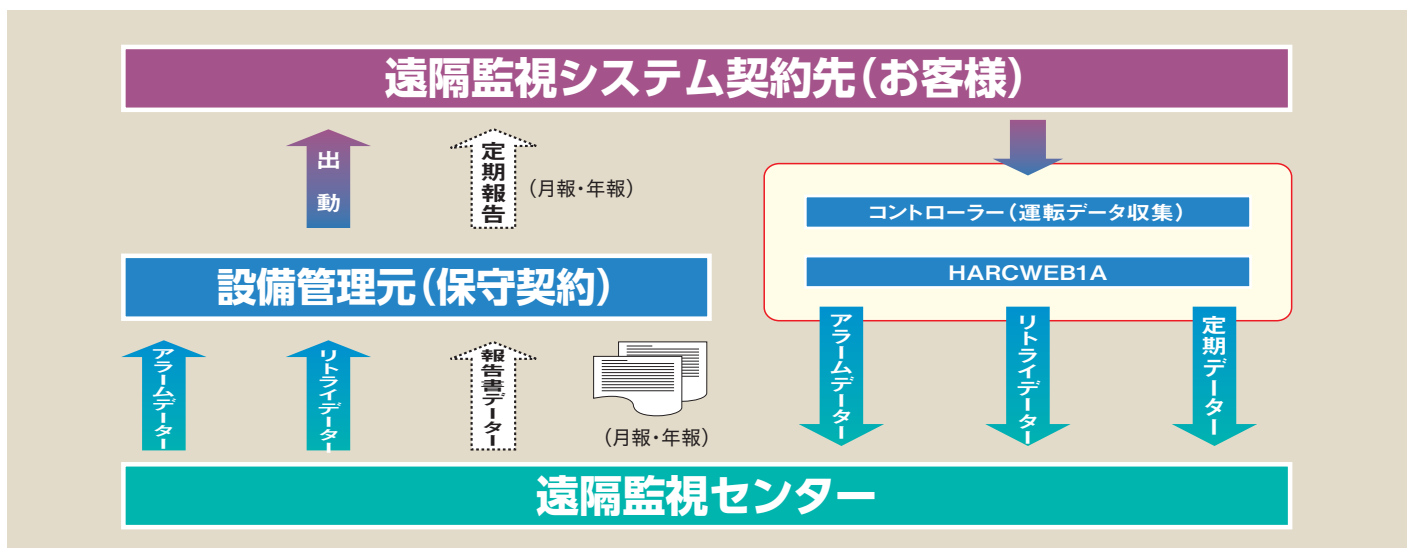 遠隔監視システム契約先(お客様)
出動
定期報告
(月報・年報)
コントローラー(運転データ収集)
HARCWEB1A
設備管理元(保守契約)
アラームデーター
リトライデーター
報告書データー
(月報・年報)
アラームデーター
リトライデーター
定期データー
遠隔監視センター